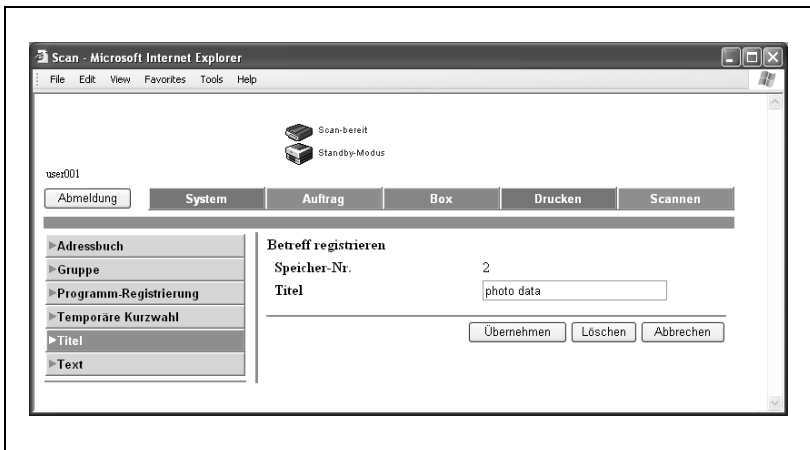 Scan - Microsoft Internet Explorer
File Edit View Favorites Tools Help
Scan-bereit
Standby-Modus
user001
Abmeldung System Auftrag Box Drucken Scannen
Adressbuch
Gruppe
Programm-Registrierung
Temporäre Kurzwahl
Titel
Text
Betreff registrieren
Speicher-Nr. 2
Titel photo data
Übernehmen Löschen Abbrechen